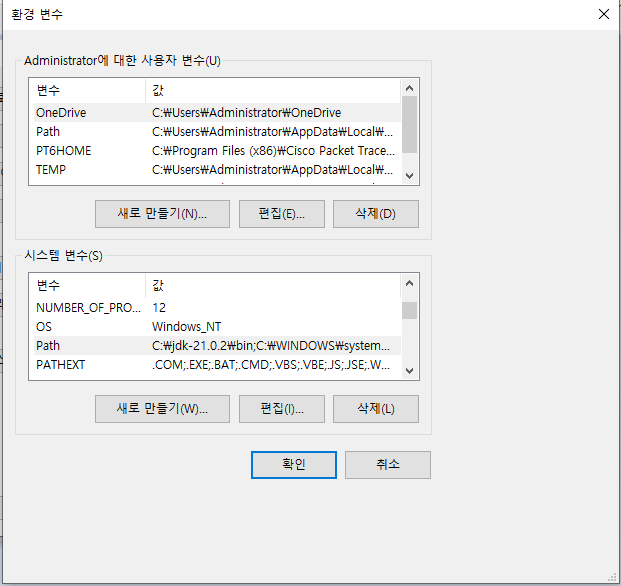 환경 변수
Administrator에 대한 사용자 변수(U)
변수 값
OneDrive C:₩Users₩Administrator₩OneDrive
Path C:₩Users₩Administrator₩AppData₩Local₩...
PT6HOME C:₩Program Files (x86)₩Cisco Packet Trace...
TEMP C:₩Users₩Administrator₩AppData₩Local₩...
새로 만들기(N)... 편집(E)... 삭제(D)
시스템 변수(S)
변수 값
NUMBER_OF_PRO... 12
OS Windows_NT
Path C:₩jdk-21.0.2₩bin;C:₩WINDOWS₩system...
PATHEXT .COM;.EXE;.BAT;.CMD;.VBS;.VBE;.JS;.JSE;.W...
새로 만들기(W)... 편집(I)... 삭제(L)
확인 취소